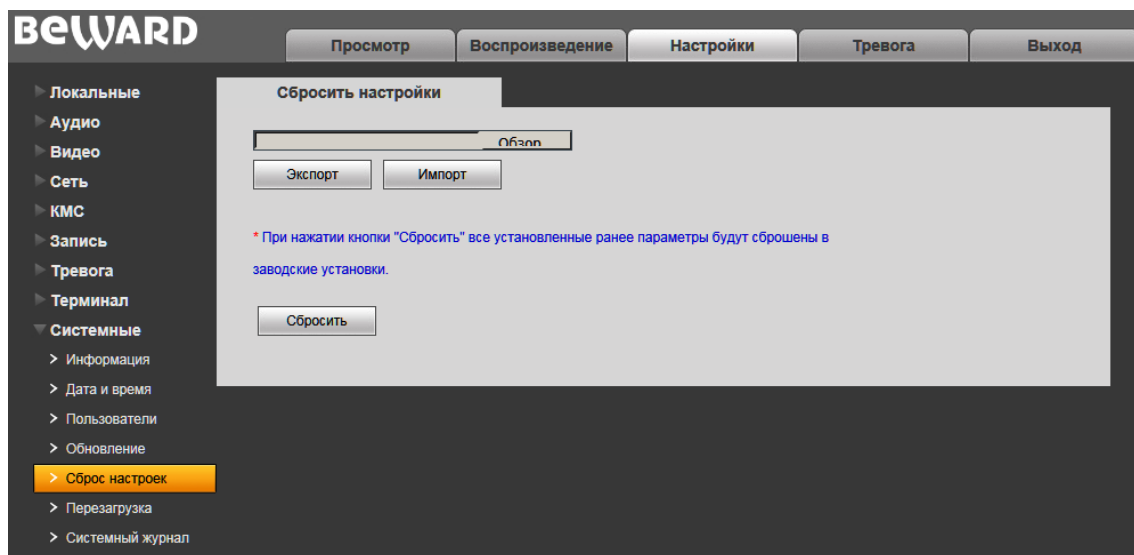 BEWARD
Просмотр Воспроизведение Настройки Тревога Выход
Локальные
Аудио
Видео
Сеть
КМС
Запись
Тревога
Терминал
Системные
Информация
Дата и время
Пользователи
Обновление
Сброс настроек
Перезагрузка
Системный журнал
Сбросить настройки
Обзор
Экспорт Импорт
* При нажатии кнопки "Сбросить" все установленные ранее параметры будут сброшены в
заводские установки.
Сбросить